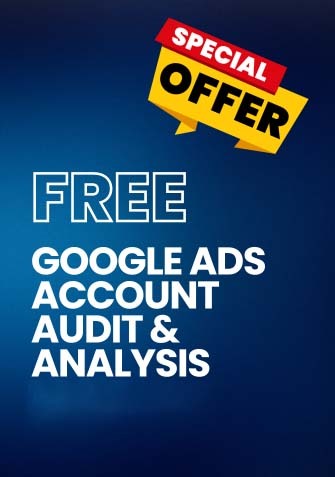 SPECIAL
OFFER
FREE
GOOGLE ADS
ACCOUNT
AUDIT &
ANALYSIS